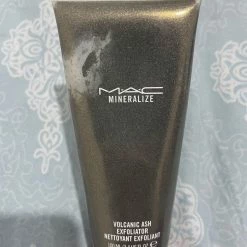 MAC
MINERALIZE
VOLCANIC ASH
EXFOLIATOR
NETTOYANT EXFOLIANT